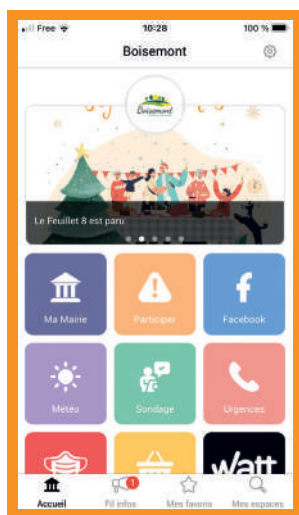 Free 10:28 100 %
Boisemont
Boisemont
Le Feuillet 8 est paru
Ma Mairie Participer Facebook
Météo Sondage Urgences
Watt
1
Accueil Fil infos Mes favoris Mes espaces